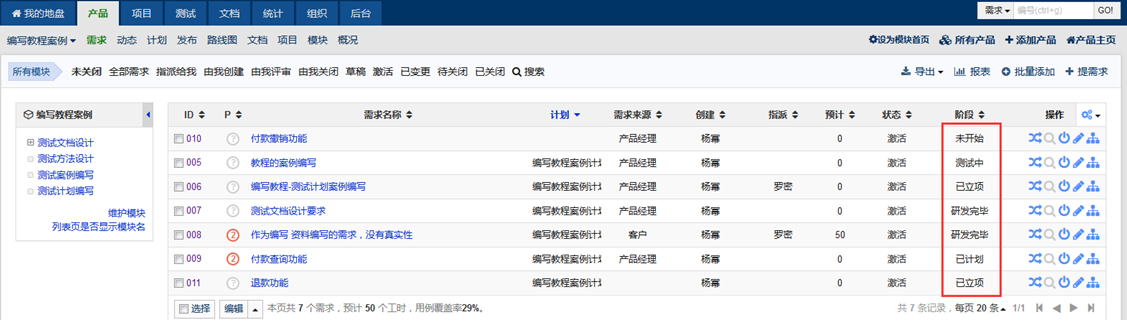 我的地盘 产品 项目 测试 文档 统计 组织 后台 需求 编号(ctrl+g) GO!
编写教程案例 需求 动态 计划 发布 路线图 文档 项目 模块 概况 设为模块首页 所有产品 添加产品 产品主页
所有模块 未关闭 全部需求 指派给我 由我创建 由我评审 由我关闭 草稿 激活 已变更 待关闭 已关闭 搜索 导出 报表 批量添加 提需求
编写教程案例
测试文档设计
测试方法设计
测试案例编写
测试计划编写
维护模块
列表页是否显示模块名
ID P 需求名称 计划 需求来源 创建 指派 预计 状态 阶段 操作
010 ? 付款撤销功能 产品经理 杨幂 0 激活 未开始
005 ? 教程的案例编写 编写教程案例计划 产品经理 杨幂 0 激活 测试中
006 ? 编写教程-测试计划案例编写 编写教程案例计划 产品经理 杨幂 罗密 0 激活 已立项
007 ? 测试文档设计要求 编写教程案例计划 产品经理 杨幂 0 激活 研发完毕
008 2 作为编写 资料编写的需求，没有真实性 编写教程案例计划 客户 杨幂 罗密 50 激活 研发完毕
009 2 付款查询功能 编写教程案例计划 产品经理 杨幂 0 激活 已计划
011 ? 退款功能 编写教程案例计划 产品经理 杨幂 0 激活 已立项
选择 编辑 本页共 7 个需求，预计 50 个工时，用例覆盖率29%。 共 7 条记录，每页 20 条 1/1